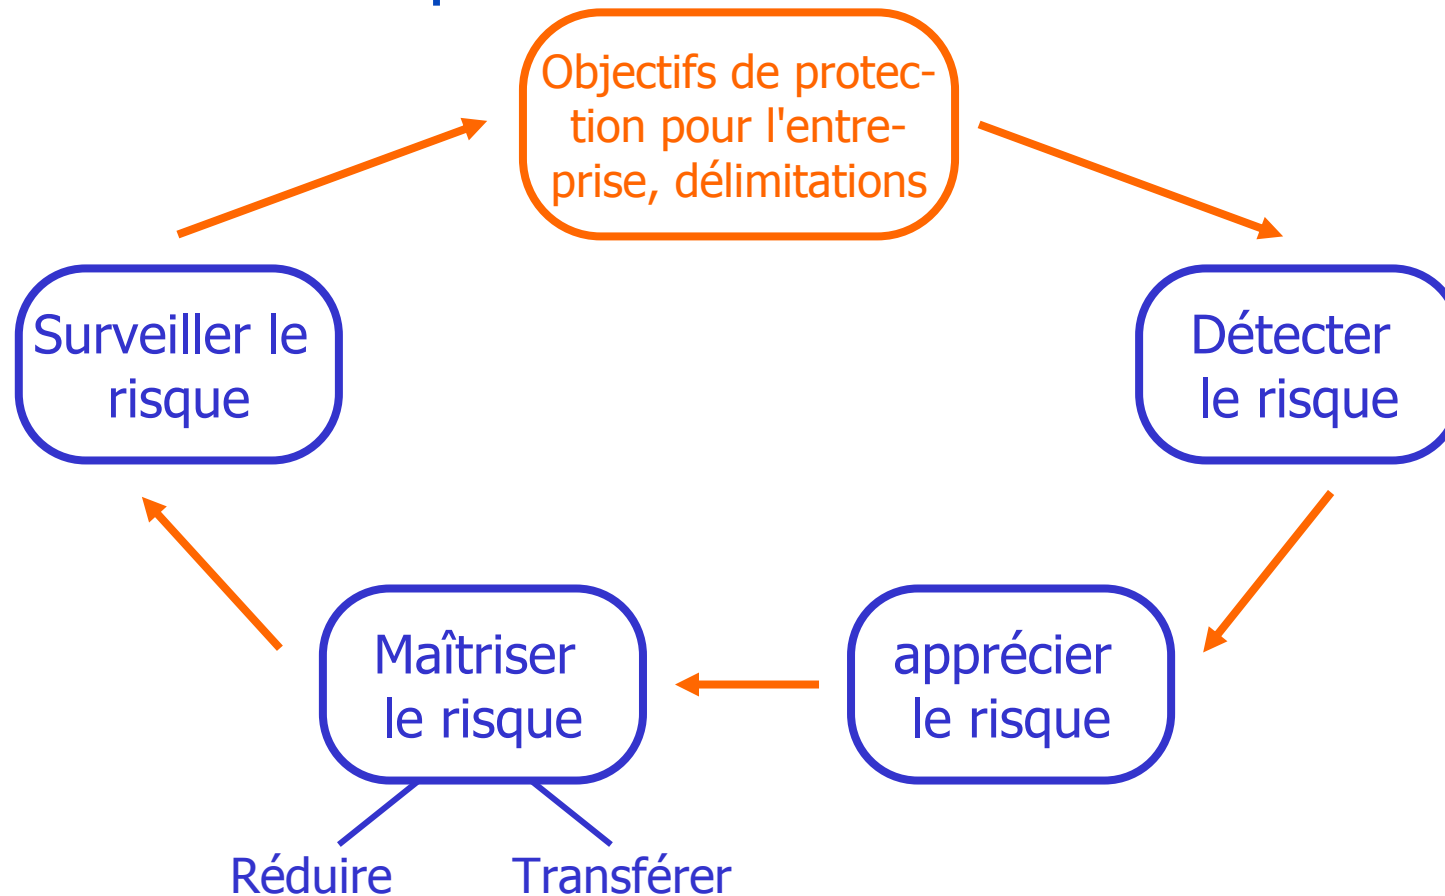 Objectifs de protec-
tion pour l'entre-
prise, délimitations
Surveiller le
risque
Détecter
le risque
Maîtriser
le risque
apprécier
le risque
Réduire
Transférer